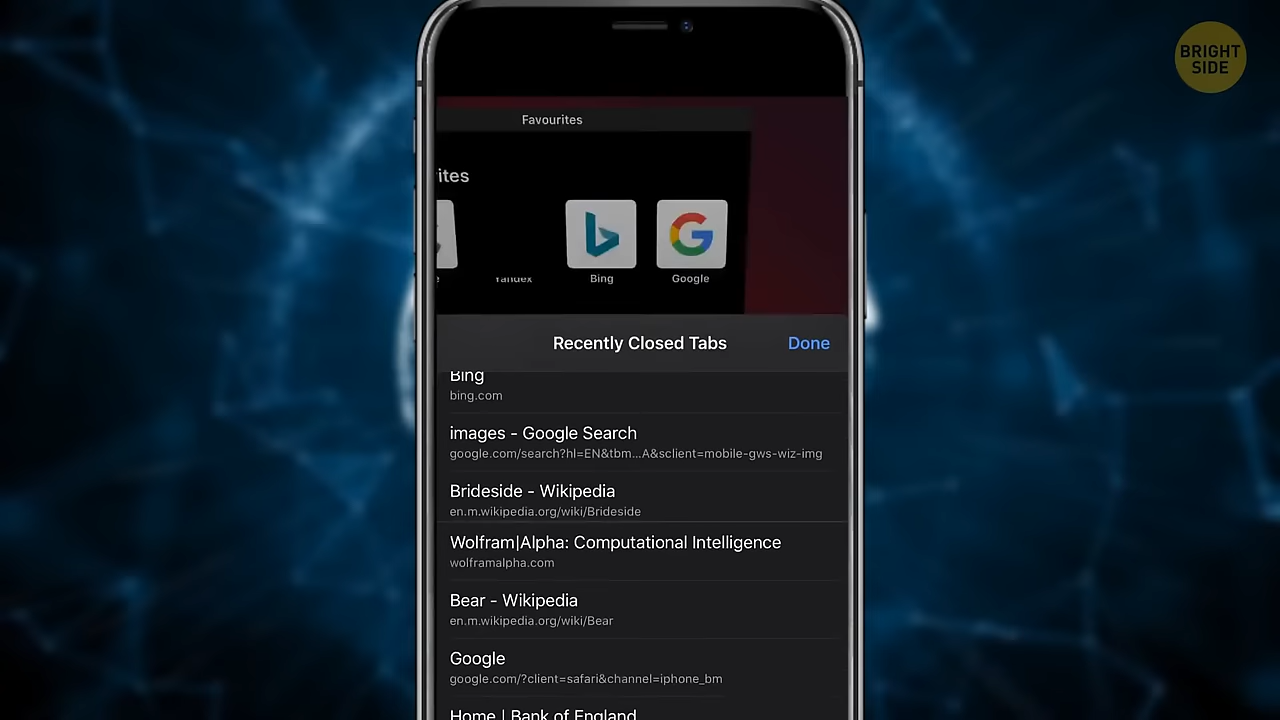 BRIGHT
SIDE
Favourites
ites
e
Yandex
Bing
Google
Recently Closed Tabs
Done
Bing
bing.com
images - Google Search
google.com/search?hl=EN&tbm...A&sclient=mobile-gws-wiz-img
Brideside - Wikipedia
en.m.wikipedia.org/wiki/Brideside
Wolfram|Alpha: Computational Intelligence
wolframalpha.com
Bear - Wikipedia
en.m.wikipedia.org/wiki/Bear
Google
google.com/?client=safari&channel=iphone_bm
Home | Bank of England